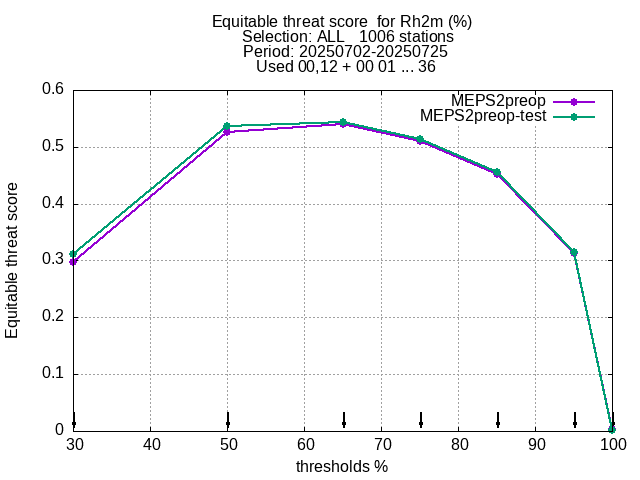 Equitable threat score  for Rh2m (%)
Selection: ALL   1006 stations
Period: 20250702-20250725
Used 00,12 + 00 01 ... 36
MEPS2preop
MEPS2preop-test
0.6
0.5
0.4
0.3
0.2
0.1
0
Equitable threat score
30 40 50 60 70 80 90 100
thresholds %